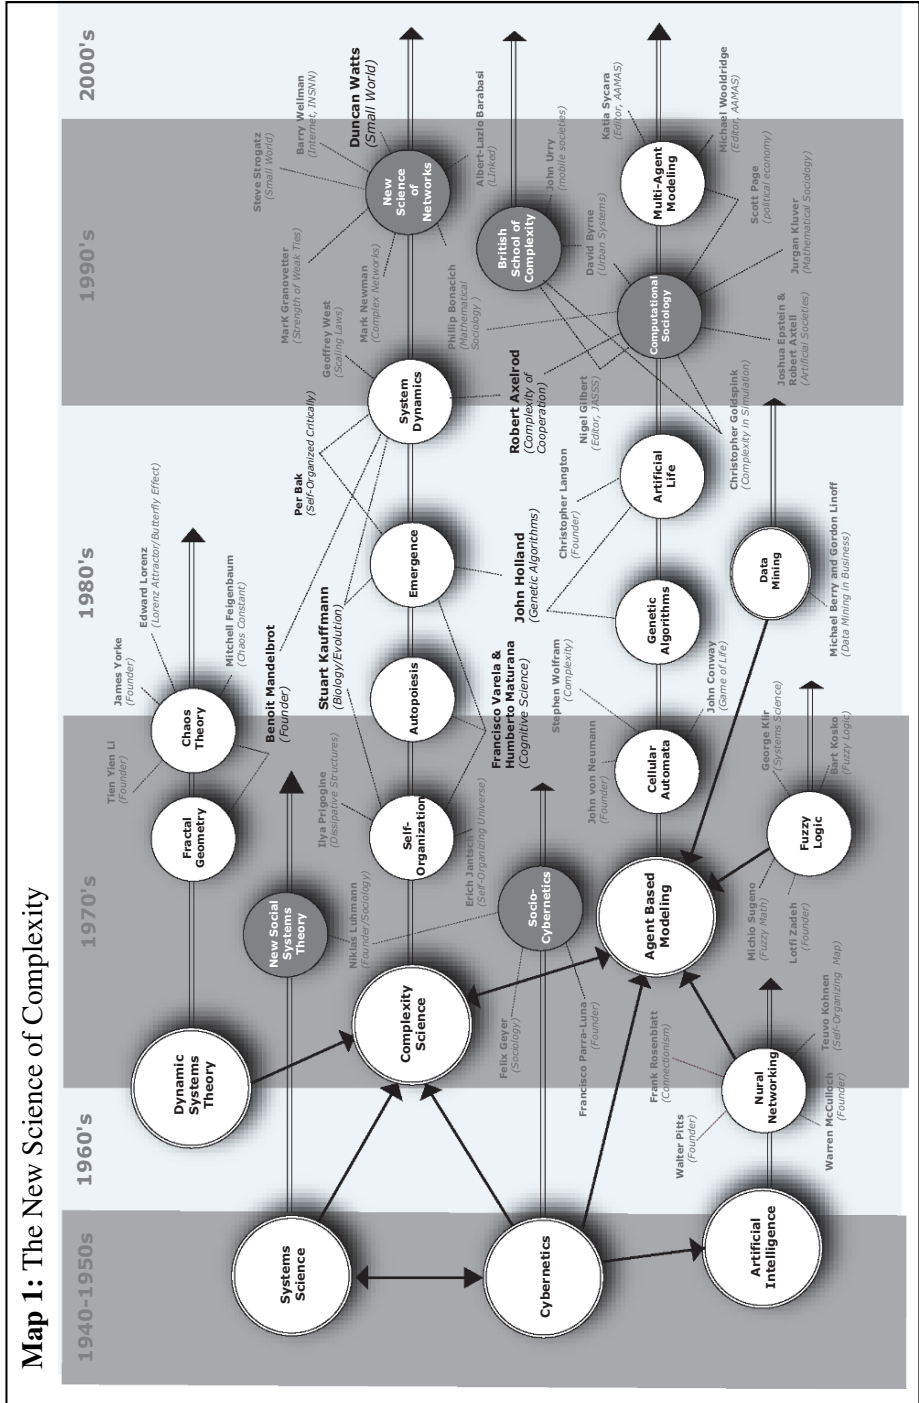 Map 1: The New Science of Complexity
1940-1950s
1960's
1970's
1980's
1990's
2000's
Dynamic
Systems
Theory
Fractal
Geometry
Chaos
Theory
Tien Yien Li
(Founder)
James Yorke
(Founder)
Edward Lorenz
(Lorenz Attractor/Butterfly Effect)
Mitchell Feigenbaum
(Chaos Constant)
Benoit Mandelbrot
(Founder)
Systems
Science
New Social
Systems
Theory
Niklas Luhmann
(Founder/Sociology)
Complexity
Science
Self-
Organization
Ilya Prigogine
(Dissipative Structures)
Erich Jantsch
(Self-Organizing Universe)
Autopoiesis
Stuart Kauffmann
(Biology/Evolution)
Francisco Varela &
Humberto Maturana
(Cognitive Science)
Emergence
Per Bak
(Self-Organized Critically)
John Holland
(Genetic Algorithms)
System
Dynamics
Geoffrey West
(Scaling Laws)
Robert Axelrod
(Complexity of
Cooperation)
New
Science
of
Networks
Mark Granovetter
(Strength of Weak Ties)
Steve Strogatz
(Small World)
Barry Wellman
(Internet, INSNN)
Duncan Watts
(Small World)
Mark Newman
(Complex Networks)
Albert-Lazlo Barabasi
(LInked)
Phillip Bonacich
(Mathematical
Sociology )
Cybernetics
Socio-
Cybernetics
Felix Geyer
(Sociology)
Francisco Parra-Luna
(Founder)
British
School of
Complexity
John Urry
(mobile societies)
David Byrne
(Urban Systems)
Nigel Gilbert
(Editor, JASSS)
Agent Based
Modeling
Cellular
Automata
John von Neumann
(Founder)
Stephen Wolfram
(Complexity)
John Conway
(Game of Life)
Genetic
Algorithms
Artificial
Life
Christopher Langton
(Founder)
Computational
Sociology
Christopher Goldspink
(Complexity in Simulation)
Joshua Epstein &
Robert Axtell
(Artificial Societies)
Jurgan Kluver
(Mathematical Sociology)
Scott Page
(political economy)
Multi-Agent
Modeling
Katia Sycara
(Editor, AAMAS)
Michael Wooldridge
(Editor, AAMAS)
Artificial
Intelligence
Nural
Networking
Walter Pitts
(Founder)
Frank Rosenblatt
(Connectionism)
Warren McCulloch
(Founder)
Teuvo Kohnen
(Self-Organizing Map)
Fuzzy
Logic
Michio Sugeno
(Fuzzy Math)
Lotfi Zadeh
(Founder)
George Klir
(Systems Science)
Bart Kosko
(Fuzzy Logic)
Data
Mining
Michael Berry and Gordon Linoff
(Data Mining in Business)